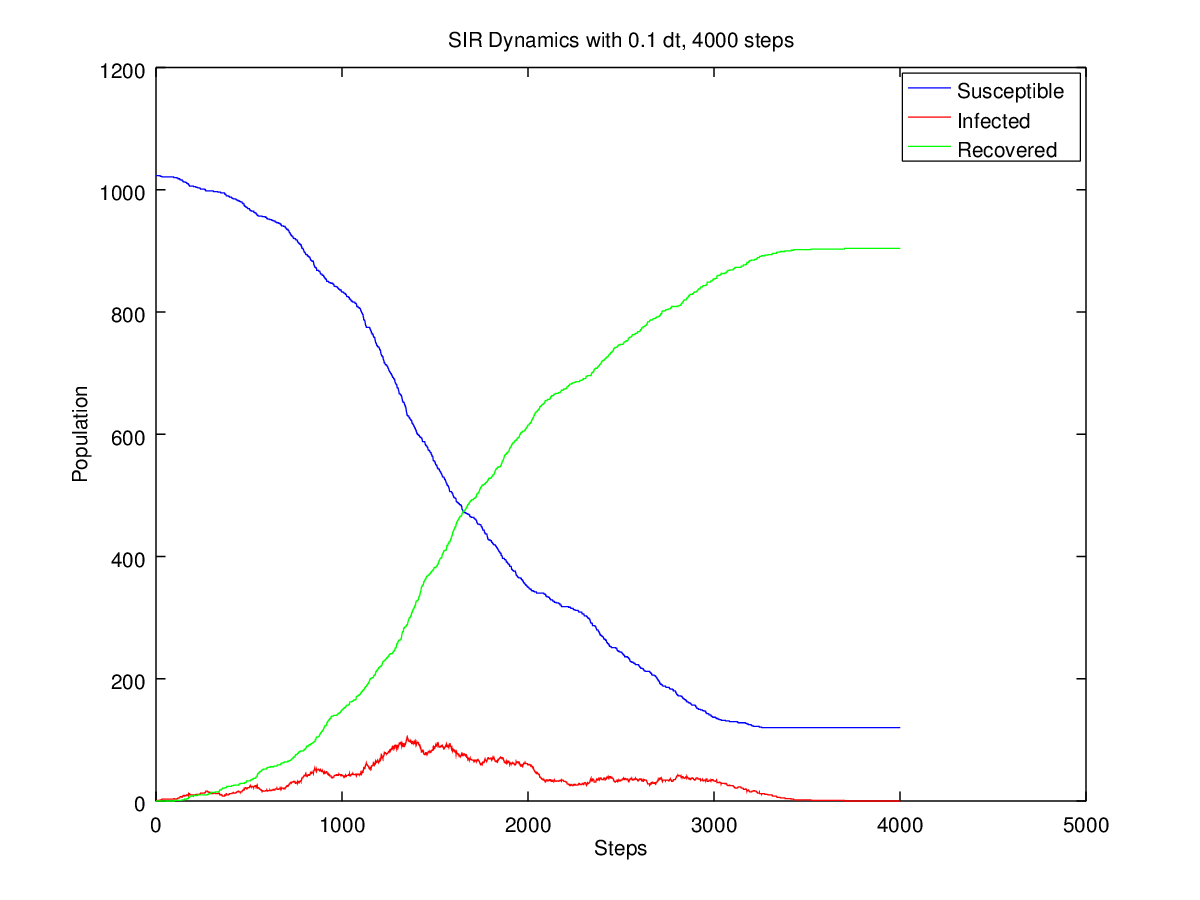 SIR Dynamics with 0.1 dt, 4000 steps
1200
Susceptible
Infected
Recovered
1000
800
600
400
200
0
Population
0 1000 2000 3000 4000 5000
Steps